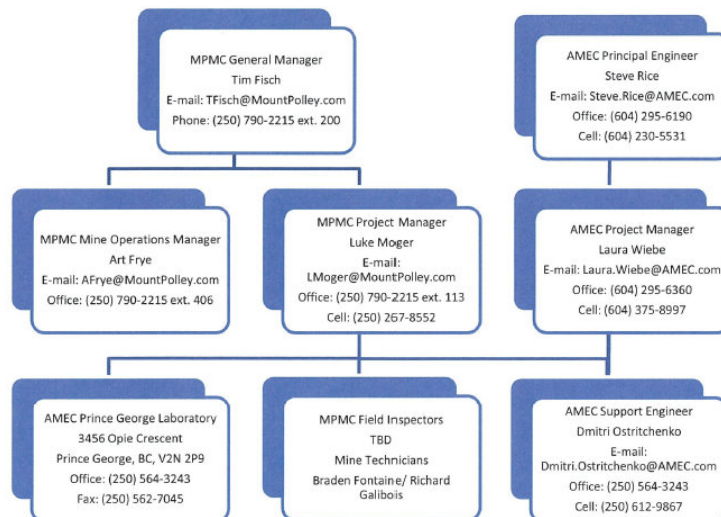 MPMC General Manager
Tim Fisch
E-mail: TFisch@MountPolley.com
Phone: (250) 790-2215 ext. 200
AMEC Principal Engineer
Steve Rice
E-mail: Steve.Rice@AMEC.com
Office: (604) 295-6190
Cell: (604) 230-5531
MPMC Mine Operations Manager
Art Frye
E-mail: AFrye@MountPolley.com
Office: (250) 790-2215 ext. 406
MPMC Project Manager
Luke Moger
E-mail:
LMoger@MountPolley.com
Office: (250) 790-2215 ext. 113
Cell: (250) 267-8552
AMEC Project Manager
Laura Wiebe
E-mail: Laura.Wiebe@AMEC.com
Office: (604) 295-6360
Cell: (604) 375-8997
AMEC Prince George Laboratory
3456 Opie Crescent
Prince George, BC, V2N 2P9
Office: (250) 564-3243
Fax: (250) 562-7045
MPMC Field Inspectors
TBD
Mine Technicians
Braden Fontaine/ Richard
Galibois
AMEC Support Engineer
Dmitri Ostritchenko
E-mail:
Dmitri.Ostritchenko@AMEC.com
Office: (250) 564-3243
Cell: (250) 612-9867